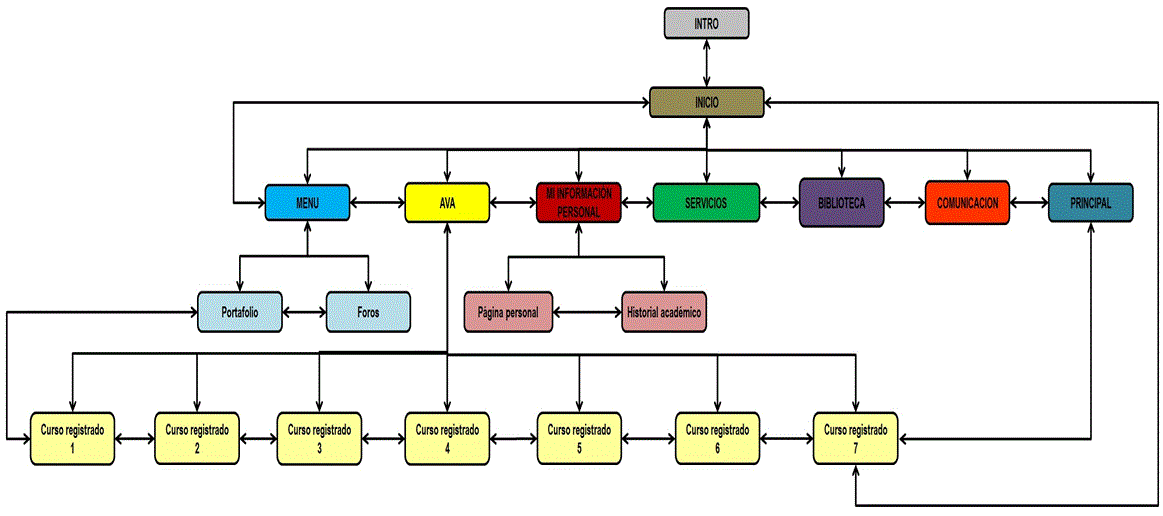 INTRO
INICIO
MENU
AVA
MI INFORMACIÓN
PERSONAL
SERVICIOS
BIBLIOTECA
COMUNICACION
PRINCIPAL
Portafolio
Foros
Página personal
Historial académico
Curso registrado
1
Curso registrado
2
Curso registrado
3
Curso registrado
4
Curso registrado
5
Curso registrado
6
Curso registrado
7